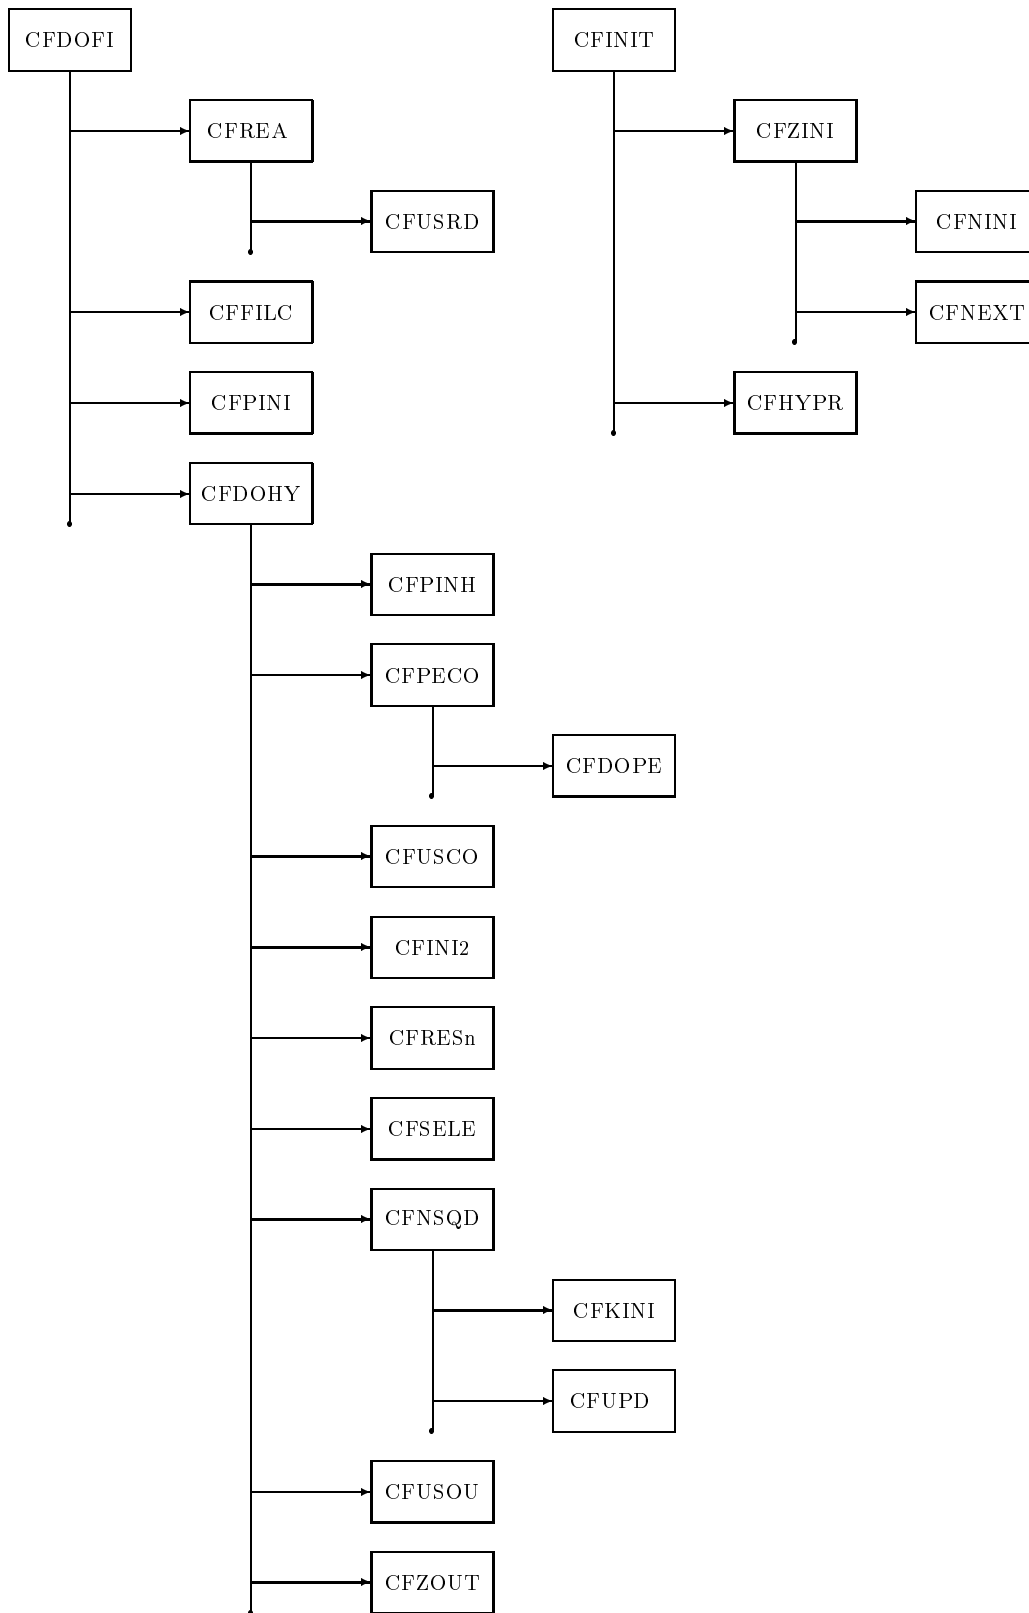 CFDOFI
CFINIT
CFREA
CFZINI
CFUSRD
CFNINI
CFFILC
CFNEXT
CFPINI
CFHYPR
CFDOHY
CFPINH
CFPECO
CFDOPE
CFUSCO
CFINI2
CFRESn
CFSELE
CFNSQD
CFKINI
CFUPD
CFUSOU
CFZOUT